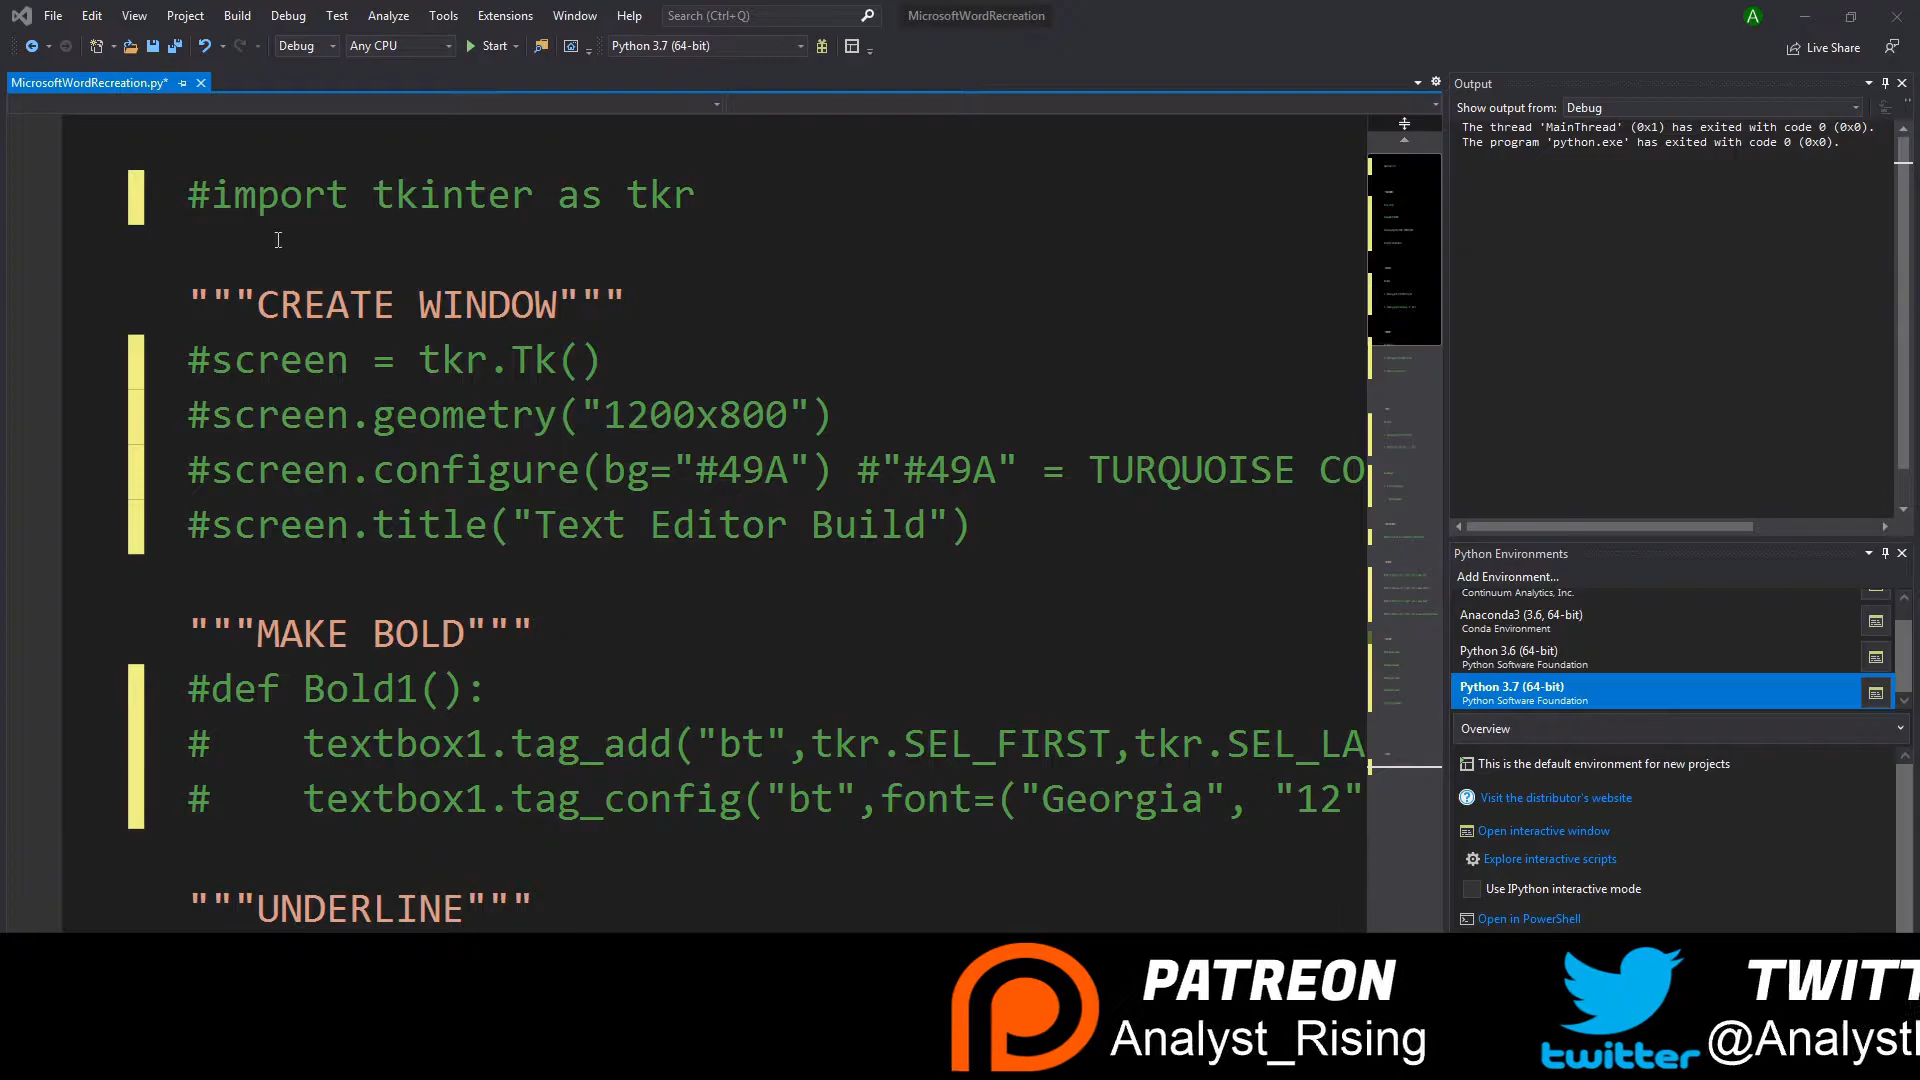 File Edit View Project Build Debug Test Analyze Tools Extensions Window Help Search (Ctrl+Q) MicrosoftWordRecreation A
Debug Any CPU Start Python 3.7 (64-bit) Live Share
MicrosoftWordRecreation.py*
#import tkinter as tkr
"""CREATE WINDOW"""
#screen = tkr.Tk()
#screen.geometry("1200x800")
#screen.configure(bg="#49A") #"#49A" = TURQUOISE CO
#screen.title("Text Editor Build")
"""MAKE BOLD"""
#def Bold1():
#    textbox1.tag_add("bt",tkr.SEL_FIRST,tkr.SEL_LA
#    textbox1.tag_config("bt",font=("Georgia", "12"
"""UNDERLINE"""
Output
Show output from: Debug
The thread 'MainThread' (0x1) has exited with code 0 (0x0).
The program 'python.exe' has exited with code 0 (0x0).
Python Environments
Add Environment...
Continuum Analytics, Inc.
Anaconda3 (3.6, 64-bit)
Conda Environment
Python 3.6 (64-bit)
Python Software Foundation
Python 3.7 (64-bit)
Python Software Foundation
Overview
This is the default environment for new projects
Visit the distributor's website
Open interactive window
Explore interactive scripts
Use IPython interactive mode
Open in PowerShell
PATREON
Analyst_Rising
twitter
TWITT
@Analyst